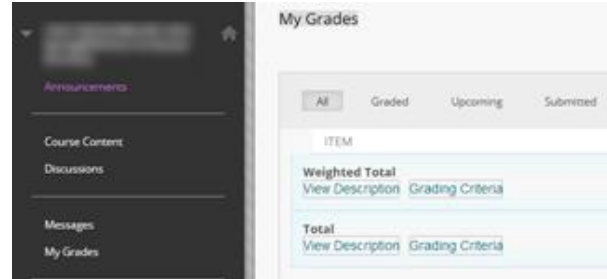 My Grades
Announcements
Course Content
Discussions
Messages
My Grades
All Graded Upcoming Submitted
ITEM
Weighted Total
View Description Grading Criteria
Total
View Description Grading Criteria